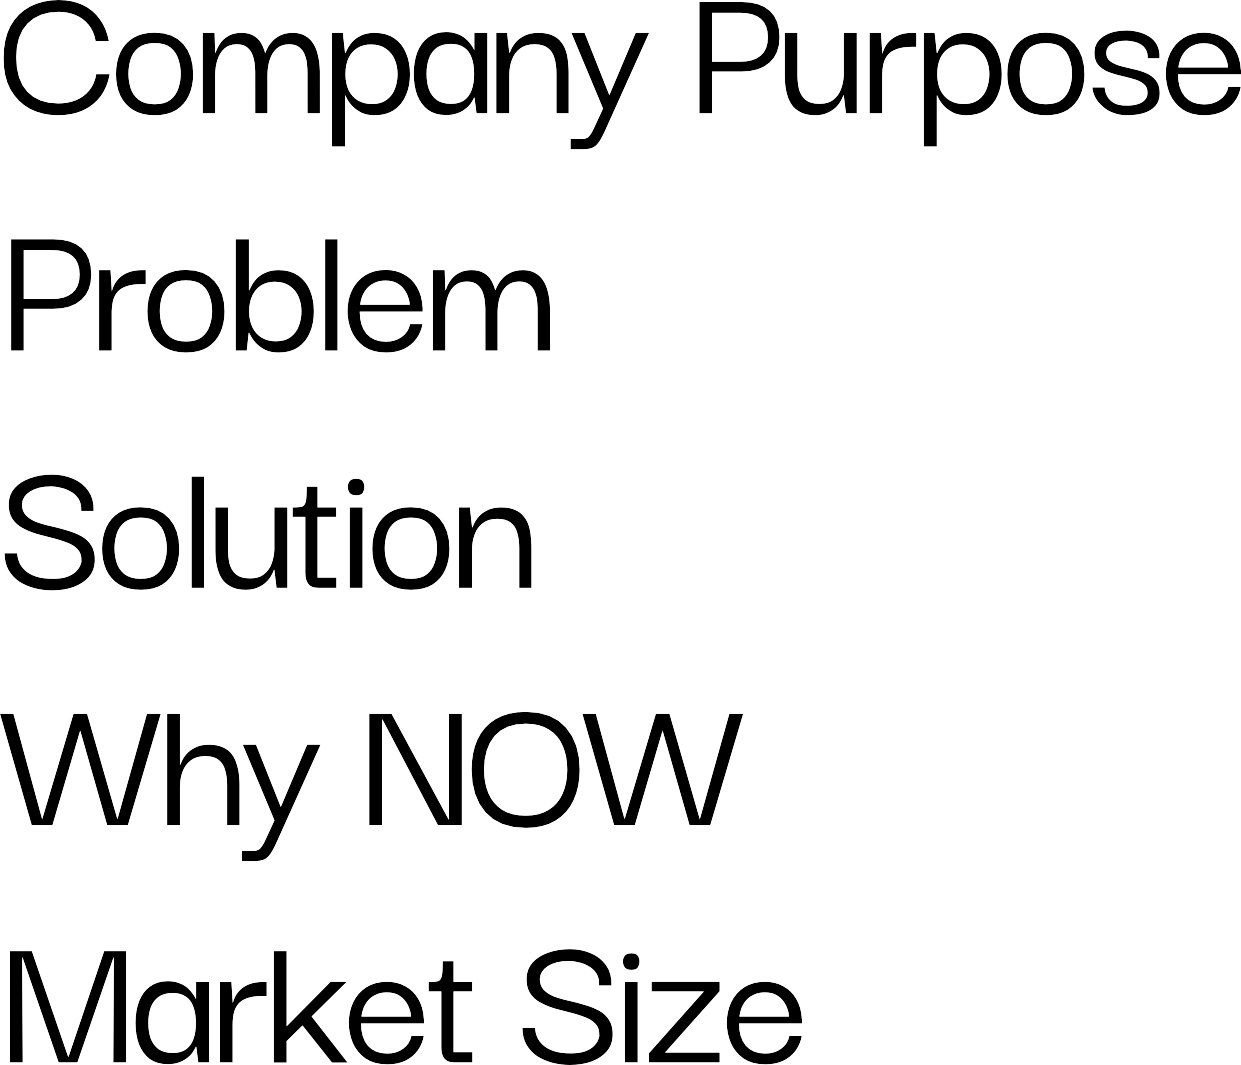 Company Purpose
Problem
Solution
Why NOW
Market Size